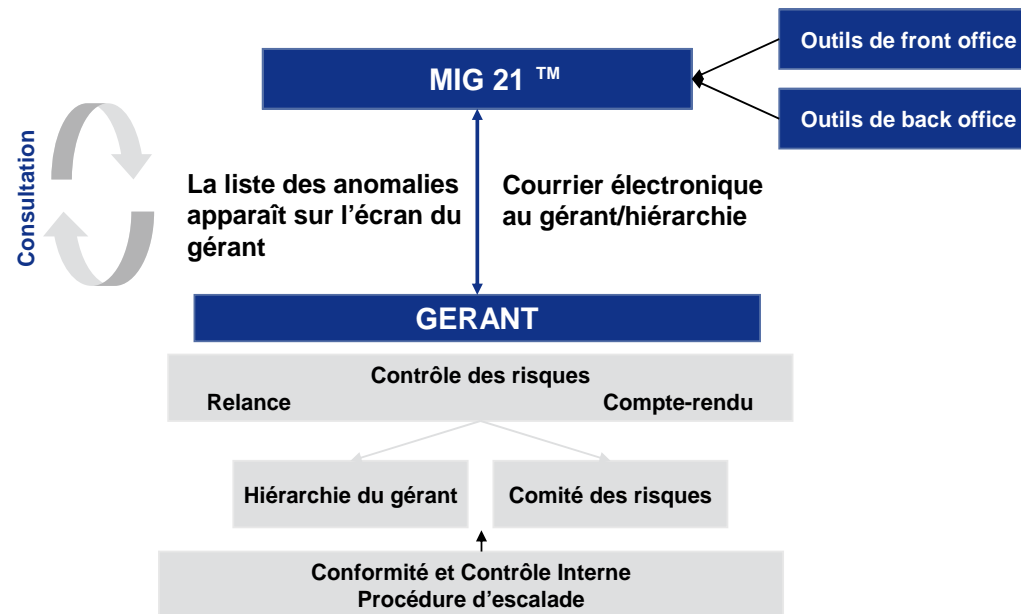 Outils de front office
MIG 21 ™
Outils de back office
Consultation
La liste des anomalies
apparaît sur l’écran du
gérant
Courrier électronique
au gérant/hiérarchie
GERANT
Contrôle des risques
Relance
Compte-rendu
Hiérarchie du gérant
Comité des risques
Conformité et Contrôle Interne
Procédure d’escalade